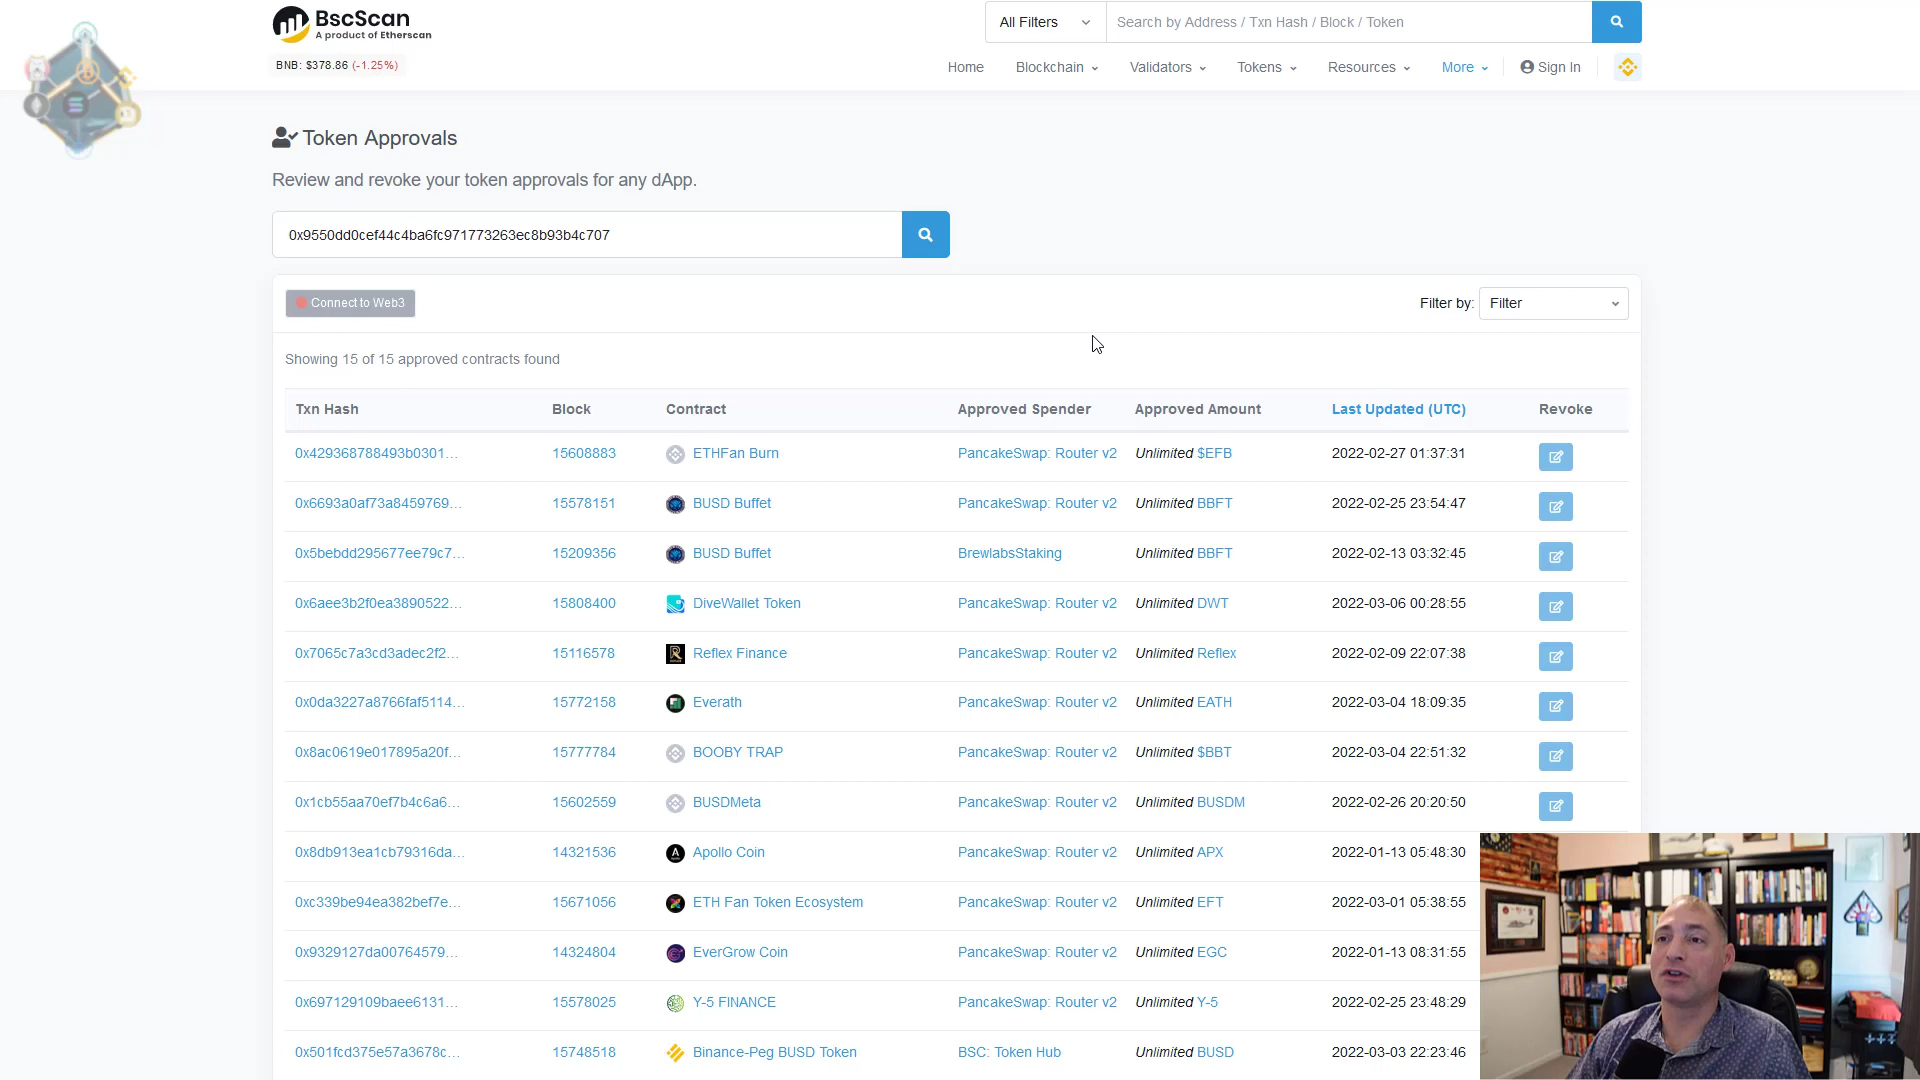 BscScan
A product of Etherscan
All Filters
Search by Address / Txn Hash / Block / Token
BNB: $378.86 (-1.25%)
Home Blockchain Validators Tokens Resources More Sign In
Token Approvals
Review and revoke your token approvals for any dApp.
0x9550dd0cef44c4ba6fc971773263ec8b93b4c707
Connect to Web3
Filter by: Filter
Showing 15 of 15 approved contracts found
Txn Hash Block Contract Approved Spender Approved Amount Last Updated (UTC) Revoke
0x429368788493b0301... 15608883 ETHFan Burn PancakeSwap: Router v2 Unlimited $EFB 2022-02-27 01:37:31
0x6693a0af73a8459769... 15578151 BUSD Buffet PancakeSwap: Router v2 Unlimited BBFT 2022-02-25 23:54:47
0x5bebdd295677ee79c7... 15209356 BUSD Buffet BrewlabsStaking Unlimited BBFT 2022-02-13 03:32:45
0x6aee3b2f0ea3890522... 15808400 DiveWallet Token PancakeSwap: Router v2 Unlimited DWT 2022-03-06 00:28:55
0x7065c7a3cd3adec2f2... 15116578 Reflex Finance PancakeSwap: Router v2 Unlimited Reflex 2022-02-09 22:07:38
0x0da3227a8766faf5114... 15772158 Everath PancakeSwap: Router v2 Unlimited EATH 2022-03-04 18:09:35
0x8ac0619e017895a20f... 15777784 BOOBY TRAP PancakeSwap: Router v2 Unlimited $BBT 2022-03-04 22:51:32
0x1cb55aa70ef7b4c6a6... 15602559 BUSDMeta PancakeSwap: Router v2 Unlimited BUSDM 2022-02-26 20:20:50
0x8db913ea1cb79316da... 14321536 Apollo Coin PancakeSwap: Router v2 Unlimited APX 2022-01-13 05:48:30
0xc339be94ea382bef7e... 15671056 ETH Fan Token Ecosystem PancakeSwap: Router v2 Unlimited EFT 2022-03-01 05:38:55
0x9329127da00764579... 14324804 EverGrow Coin PancakeSwap: Router v2 Unlimited EGC 2022-01-13 08:31:55
0x697129109baee6131... 15578025 Y-5 FINANCE PancakeSwap: Router v2 Unlimited Y-5 2022-02-25 23:48:29
0x501fcd375e57a3678c... 15748518 Binance-Peg BUSD Token BSC: Token Hub Unlimited BUSD 2022-03-03 22:23:46